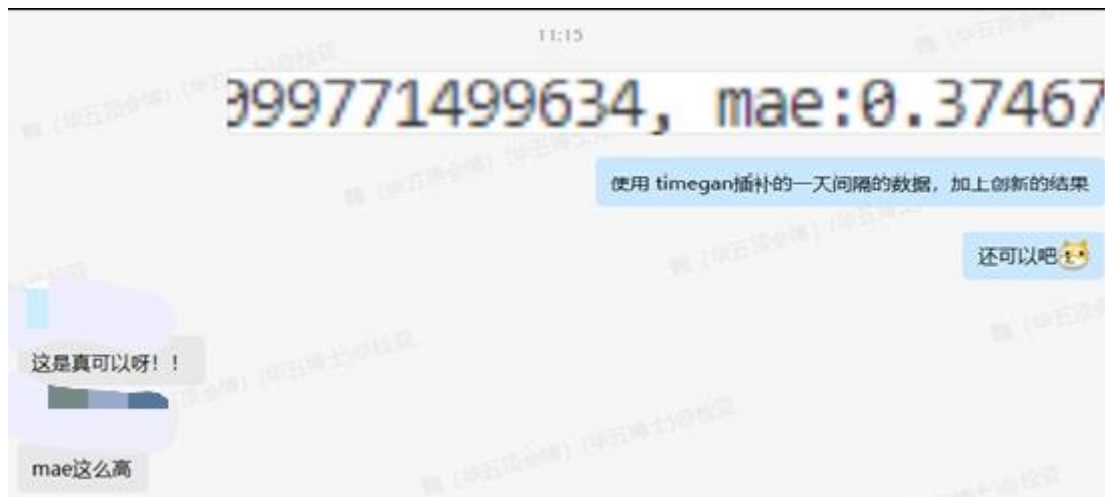 11:15
999771499634, mae:0.37467
使用 timegan插补的一天间隔的数据，加上创新的结果
还可以吧
这是真可以呀！！
mae这么高